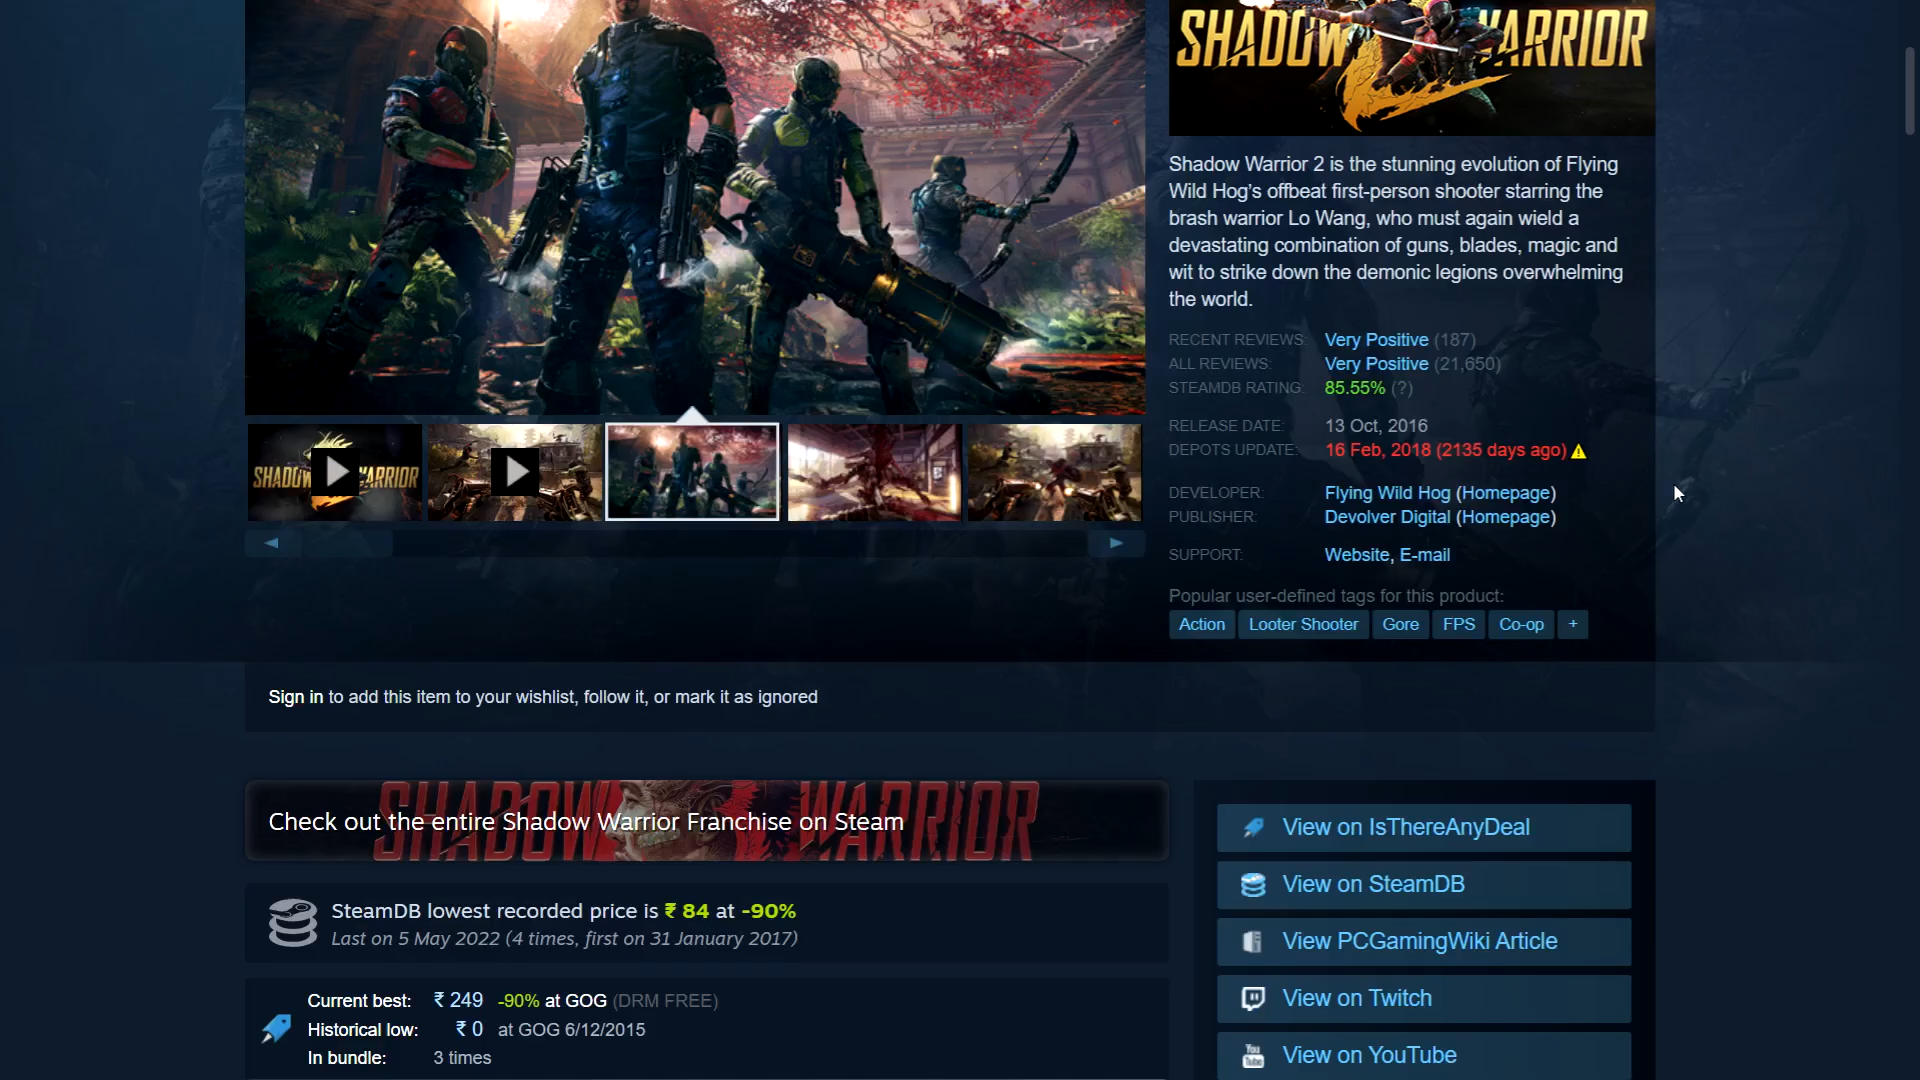 SHADOW WARRIOR
Shadow Warrior 2 is the stunning evolution of Flying
Wild Hog's offbeat first-person shooter starring the
brash warrior Lo Wang, who must again wield a
devastating combination of guns, blades, magic and
wit to strike down the demonic legions overwhelming
the world.
RECENT REVIEWS: Very Positive (187)
ALL REVIEWS: Very Positive (21,650)
STEAMDB RATING: 85.55% (?)
RELEASE DATE: 13 Oct, 2016
DEPOTS UPDATE: 16 Feb, 2018 (2135 days ago)
DEVELOPER: Flying Wild Hog (Homepage)
PUBLISHER: Devolver Digital (Homepage)
SUPPORT: Website, E-mail
Popular user-defined tags for this product:
Action Looter Shooter Gore FPS Co-op +
SHADOW WARRIOR
Sign in to add this item to your wishlist, follow it, or mark it as ignored
SHADOW WARRIOR
Check out the entire Shadow Warrior Franchise on Steam
SteamDB lowest recorded price is ₹ 84 at -90%
Last on 5 May 2022 (4 times, first on 31 January 2017)
Current best: ₹ 249 -90% at GOG (DRM FREE)
Historical low: ₹ 0 at GOG 6/12/2015
In bundle: 3 times
View on IsThereAnyDeal
View on SteamDB
View PCGamingWiki Article
View on Twitch
You Tube View on YouTube